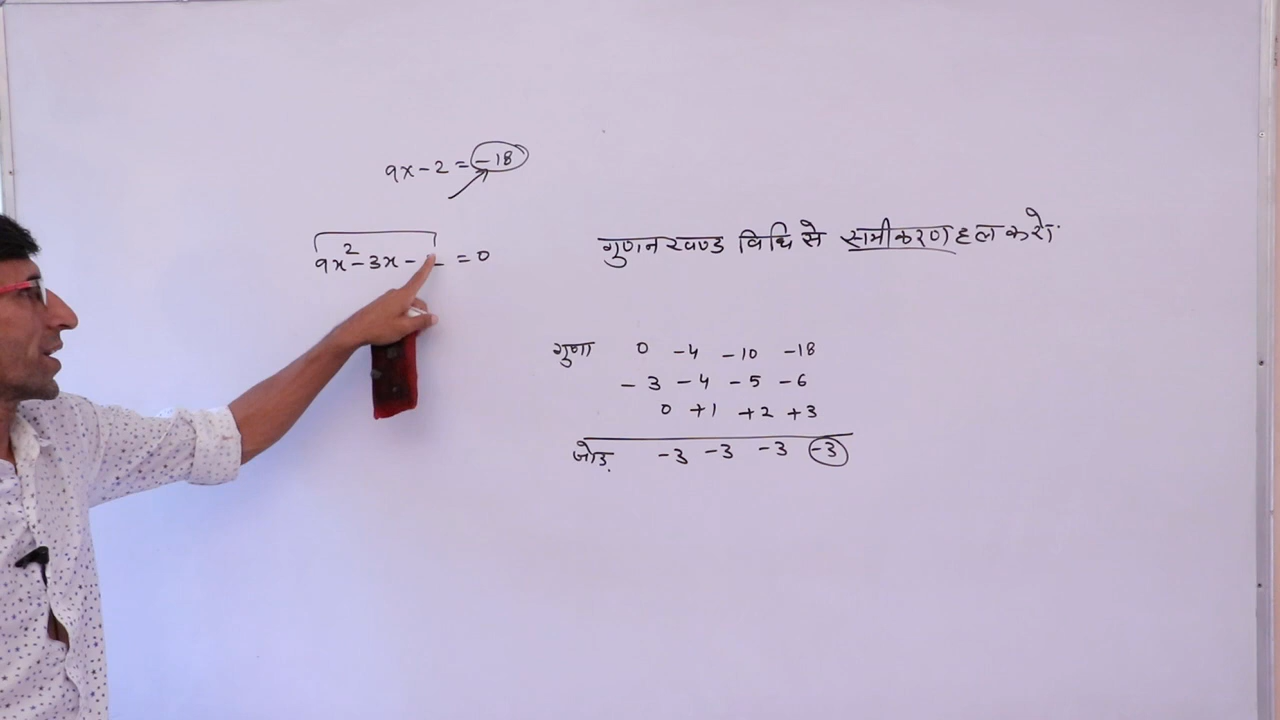 9x-2 = -18
9x²-3x- = 0
गुणनखण्ड विधि से समीकरण हल करो.
गुणा 0 -4 -10 -18
-3 -4 -5 -6
0 +1 +2 +3
जोड़ -3 -3 -3 -3